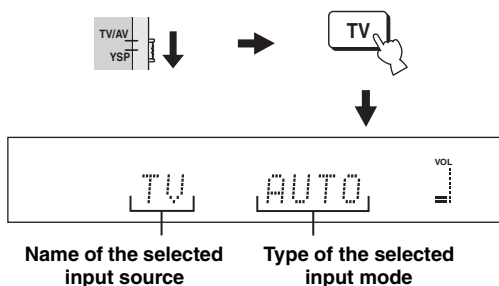 TV/AV
YSP
TV
VOL
TV AUTO
Name of the selected
input source
Type of the selected
input mode